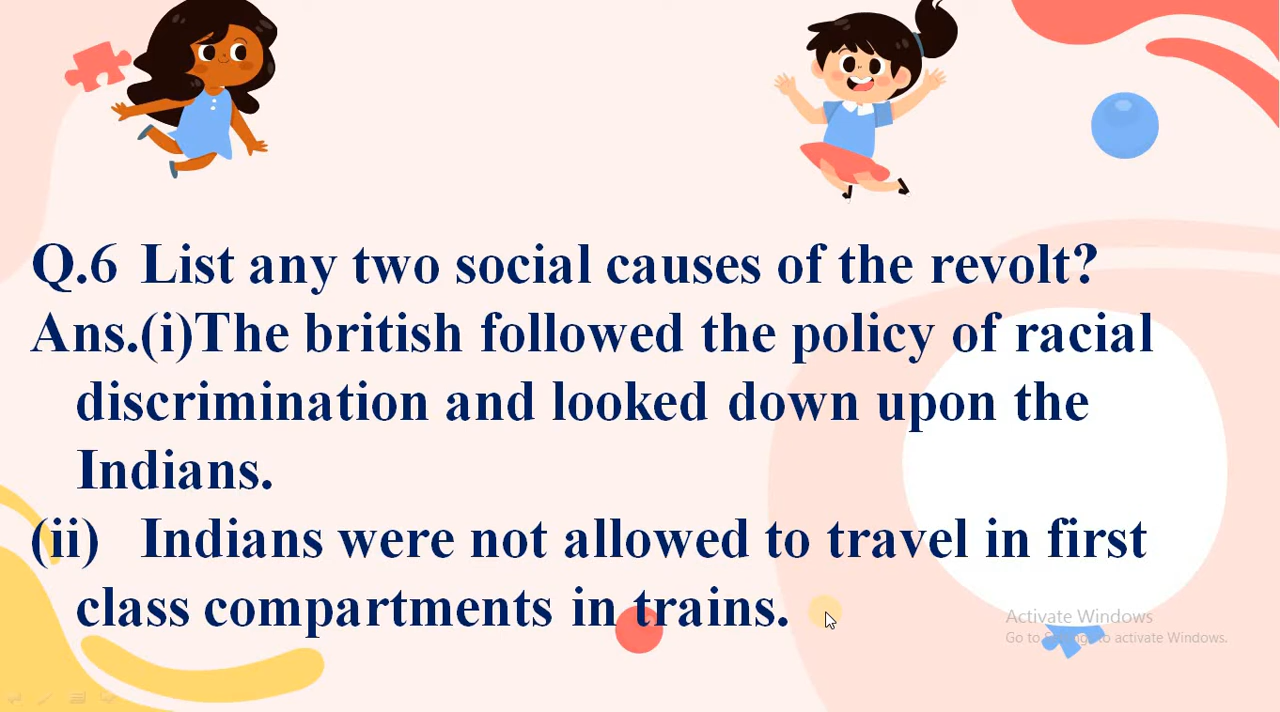 Q.6 List any two social causes of the revolt?
Ans.(i)The british followed the policy of racial
discrimination and looked down upon the
Indians.
(ii) Indians were not allowed to travel in first
class compartments in trains.
Activate Windows
Go to Settings to activate Windows.